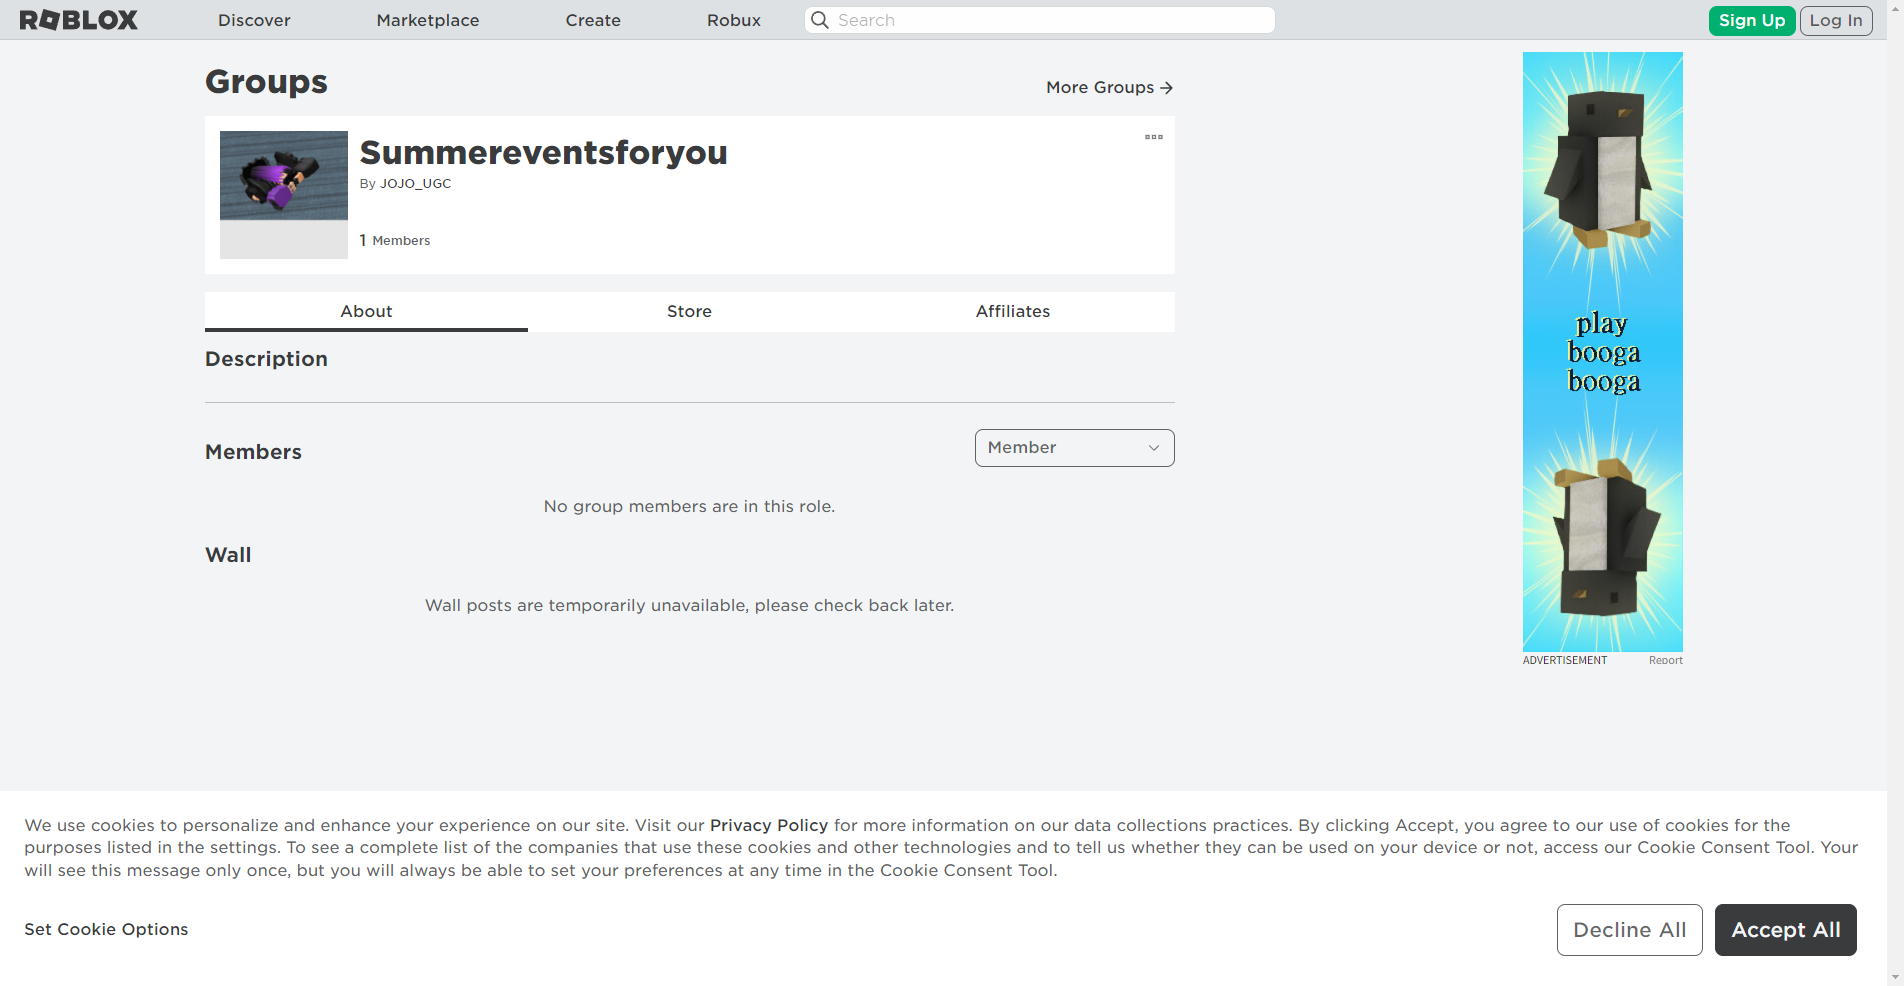 ROBLOX
Discover
Marketplace
Create
Robux
Search
Sign Up
Log In
Groups
More Groups
Summereventsforyou
By JOJO_UGC
1 Members
About
Store
Affiliates
Description
Members
Member
No group members are in this role.
Wall
Wall posts are temporarily unavailable, please check back later.
play
booga
booga
ADVERTISEMENT
Report
We use cookies to personalize and enhance your experience on our site. Visit our Privacy Policy for more information on our data collections practices. By clicking Accept, you agree to our use of cookies for the
purposes listed in the settings. To see a complete list of the companies that use these cookies and other technologies and to tell us whether they can be used on your device or not, access our Cookie Consent Tool. Your
will see this message only once, but you will always be able to set your preferences at any time in the Cookie Consent Tool.
Set Cookie Options
Decline All
Accept All